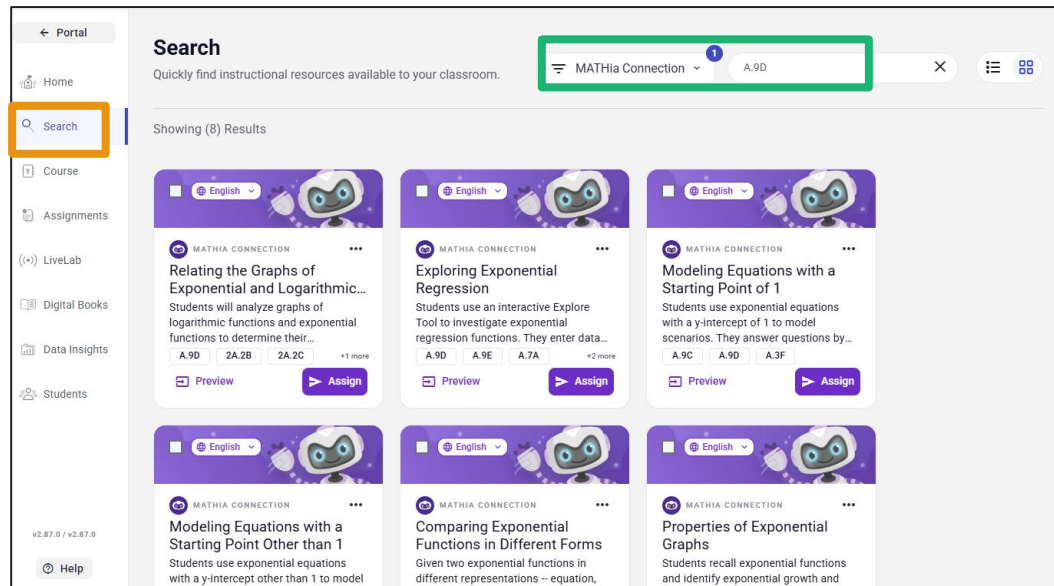 ← Portal
Home
Search
Course
Assignments
LiveLab
Digital Books
Data Insights
Students
v2.87.0 / v2.87.0
Help
Search
Quickly find instructional resources available to your classroom.
MATHia Connection
1
A.9D
Showing (8) Results
English
MATHIA CONNECTION
Relating the Graphs of
Exponential and Logarithmic...
Students will analyze graphs of
logarithmic functions and exponential
functions to determine their...
A.9D 2A.2B 2A.2C +1 more
Preview Assign
English
MATHIA CONNECTION
Exploring Exponential
Regression
Students use an interactive Explore
Tool to investigate exponential
regression functions. They enter data...
A.9D A.9E A.7A +2 more
Preview Assign
English
MATHIA CONNECTION
Modeling Equations with a
Starting Point of 1
Students use exponential equations
with a y-intercept of 1 to model
scenarios. They answer questions by...
A.9C A.9D A.3F
Preview Assign
English
MATHIA CONNECTION
Modeling Equations with a
Starting Point Other than 1
Students use exponential equations
with a y-intercept other than 1 to model
English
MATHIA CONNECTION
Comparing Exponential
Functions in Different Forms
Given two exponential functions in
different representations -- equation,
English
MATHIA CONNECTION
Properties of Exponential
Graphs
Students recall exponential functions
and identify exponential growth and